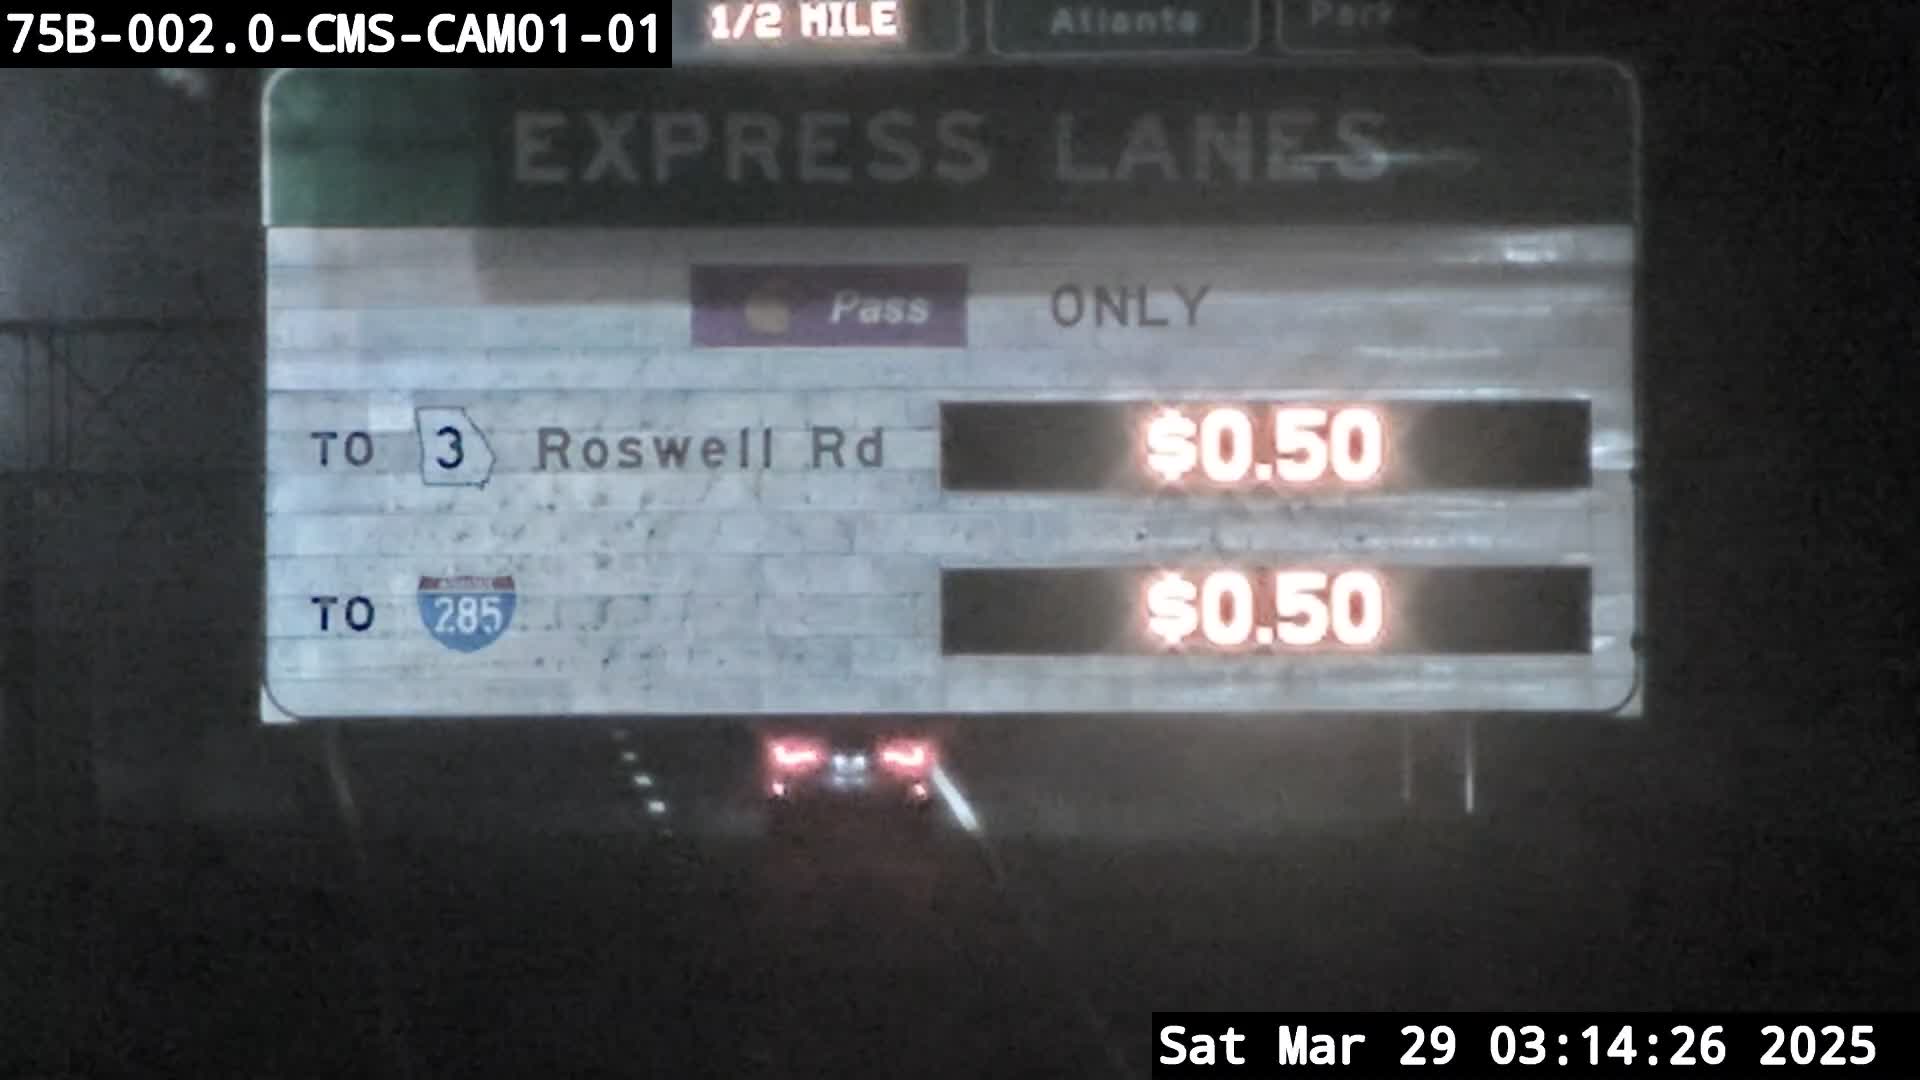 75B-002.0-CMS-CAM01-01
1/2 MILE
Atlanta
EXPRESS LANES
Pass ONLY
TO 3 Roswell Rd $0.50
TO 285 $0.50
Sat Mar 29 03:14:26 2025